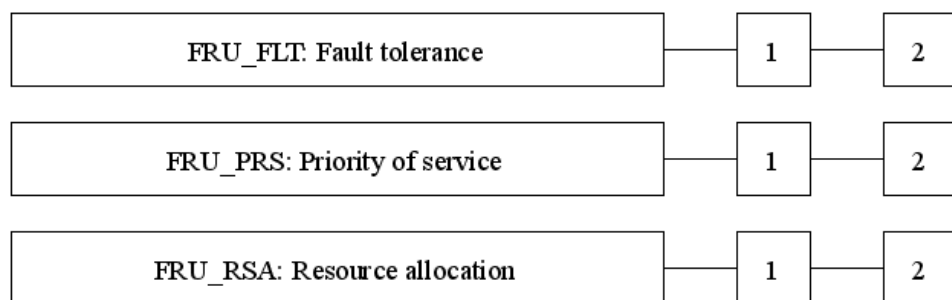 FRU_FLT: Fault tolerance 1 2
FRU_PRS: Priority of service 1 2
FRU_RSA: Resource allocation 1 2